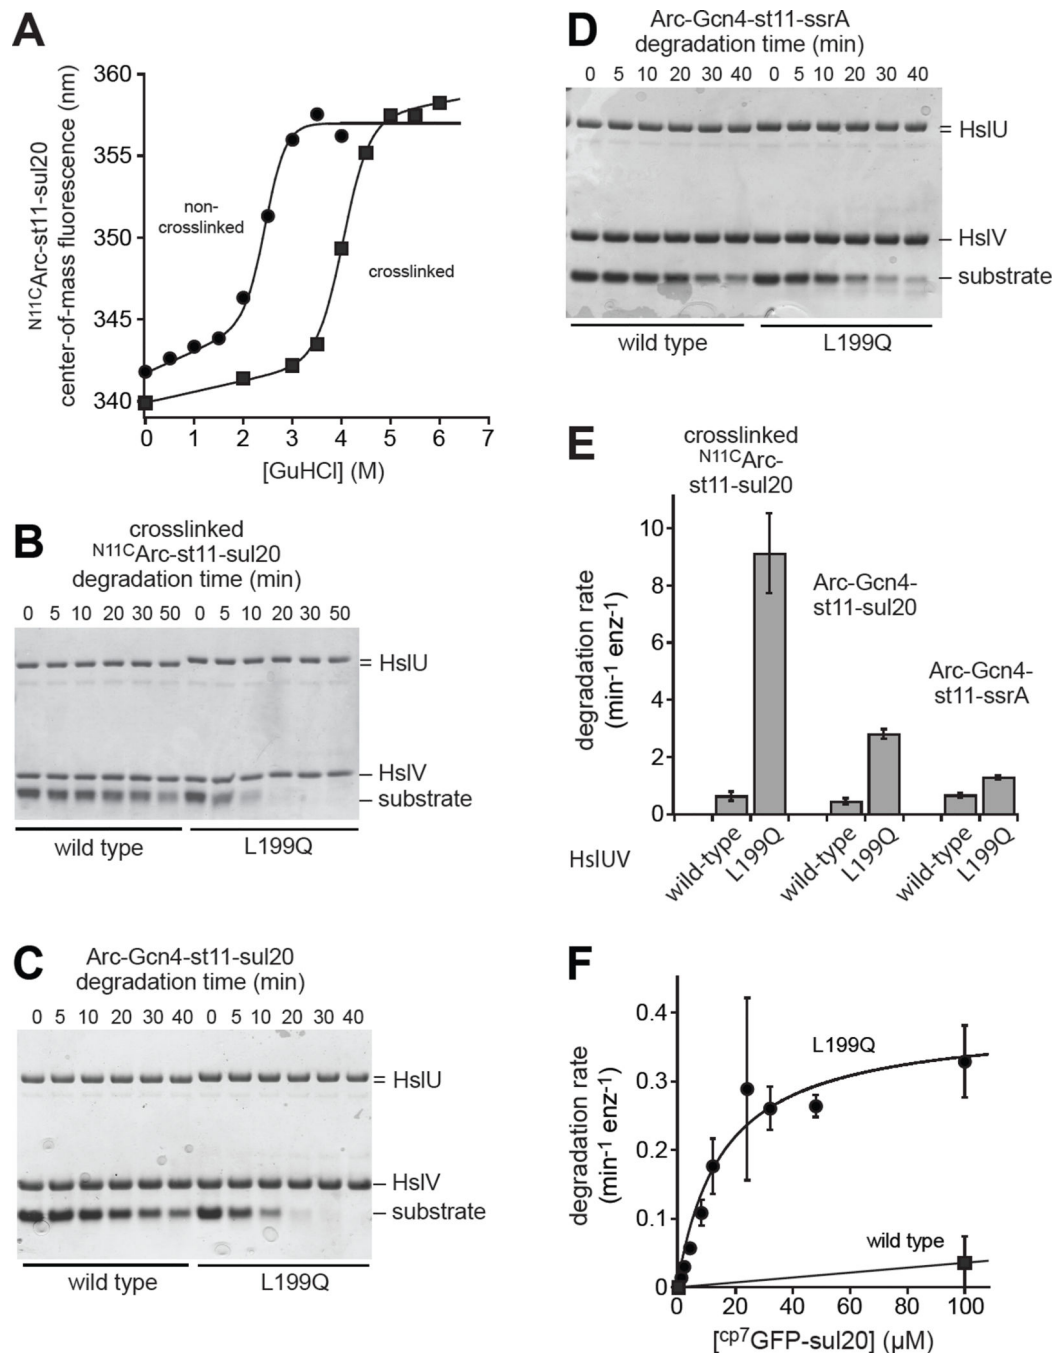 A
N11CArc-st11-sul20
center-of-mass fluorescence (nm)
360
355
350
345
340
non-
crosslinked
crosslinked
0 1 2 3 4 5 6 7
[GuHCl] (M)
B
crosslinked
N11CArc-st11-sul20
degradation time (min)
0 5 10 20 30 50 0 5 10 20 30 50
HslU
HslV
substrate
wild type
L199Q
C
Arc-Gcn4-st11-sul20
degradation time (min)
0 5 10 20 30 40 0 5 10 20 30 40
HslU
HslV
substrate
wild type
L199Q
D
Arc-Gcn4-st11-ssrA
degradation time (min)
0 5 10 20 30 40 0 5 10 20 30 40
HslU
HslV
substrate
wild type
L199Q
E
crosslinked
N11CArc-
st11-sul20
Arc-Gcn4-
st11-sul20
Arc-Gcn4-
st11-ssrA
degradation rate
(min-1 enz-1)
10
8
6
4
2
0
HslUV
wild-type
L199Q
wild-type
L199Q
wild-type
L199Q
F
degradation rate
(min-1 enz-1)
0.4
0.3
0.2
0.1
0
L199Q
wild type
0 20 40 60 80 100
[cp7GFP-sul20] (µM)